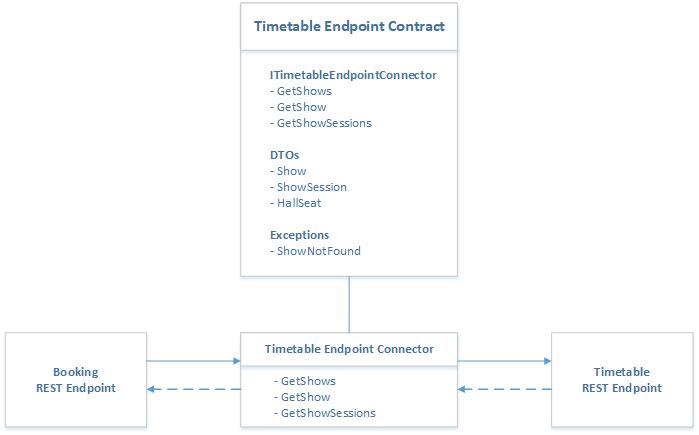 Timetable Endpoint Contract
ITimetableEndpointConnector
- GetShows
- GetShow
- GetShowSessions
DTOs
- Show
- ShowSession
- HallSeat
Exceptions
- ShowNotFound
Booking
REST Endpoint
Timetable Endpoint Connector
- GetShows
- GetShow
- GetShowSessions
Timetable
REST Endpoint